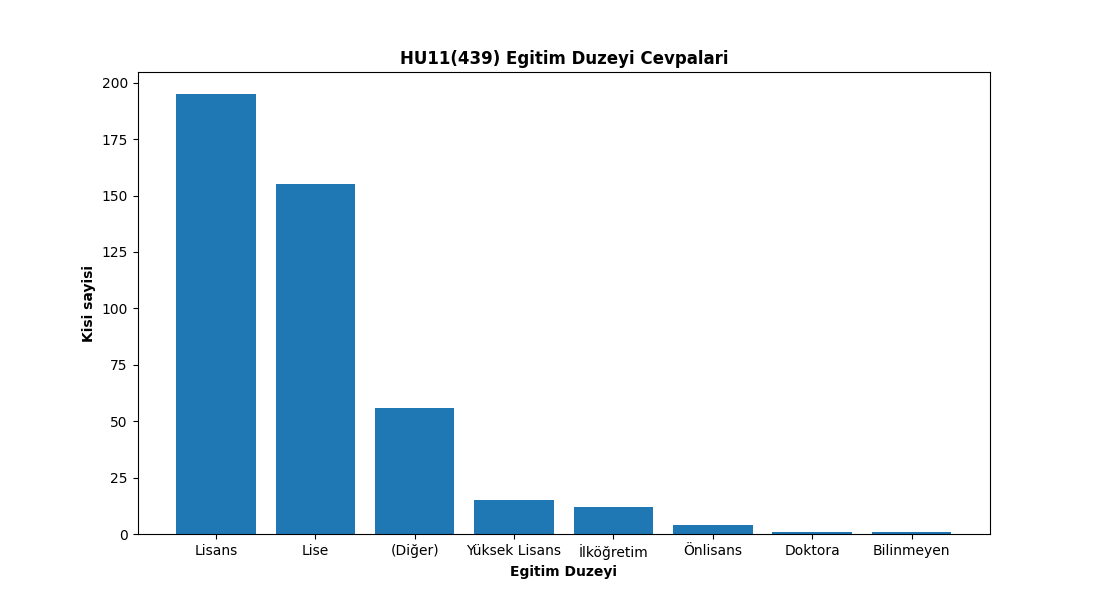 HU11(439) Egitim Duzeyi Cevpalari
200
175
150
125
100
75
50
25
0
Kisi sayisi
Lisans Lise (Diğer) Yüksek Lisans İlköğretim Önlisans Doktora Bilinmeyen
Egitim Duzeyi